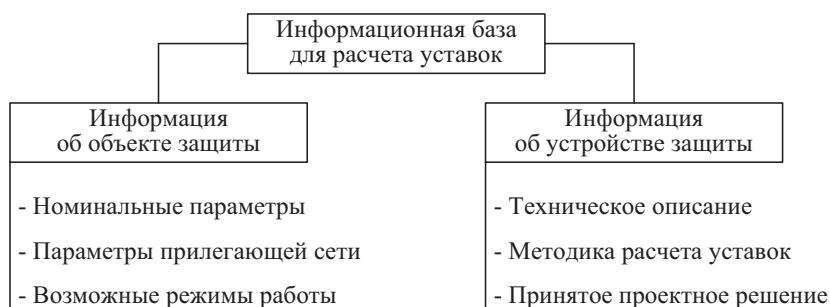 Информационная база
для расчета уставок
Информация
об объекте защиты
- Номинальные параметры
- Параметры прилегающей сети
- Возможные режимы работы
Информация
об устройстве защиты
- Техническое описание
- Методика расчета уставок
- Принятое проектное решение